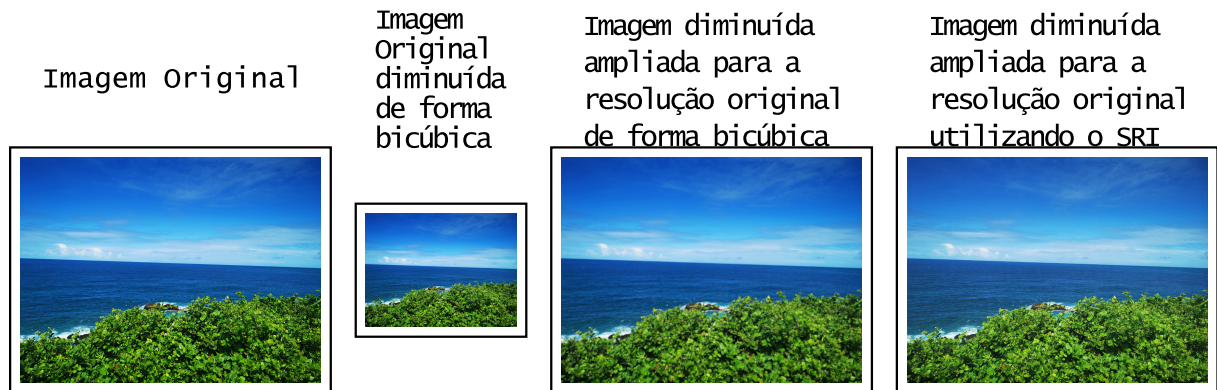 Imagem Original
Imagem
Original
diminuída
de forma
bicúbica
Imagem diminuída
ampliada para a
resolução original
de forma bicúbica
Imagem diminuída
ampliada para a
resolução original
utilizando o SRI